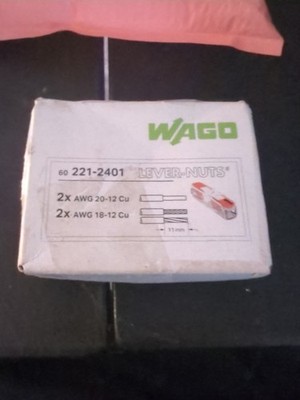 WAGO
60 221-2401 LEVER-NUTS®
2x AWG 20-12 Cu
2x AWG 18-12 Cu
11 mm